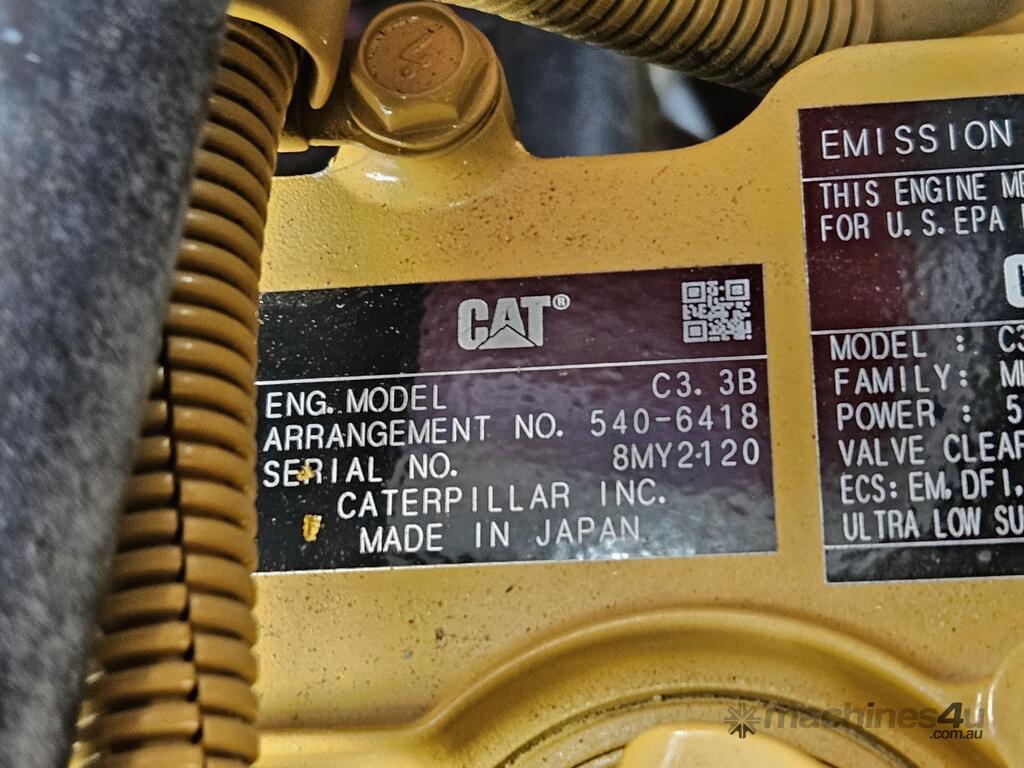 CAT®
ENG. MODEL C3.3B
ARRANGEMENT NO. 540-6418
SERIAL NO. 8MY2120
CATERPILLAR INC.
MADE IN JAPAN
EMISSION
THIS ENGINE
FOR U.S. EPA
MODEL :
FAMILY:
POWER :
VALVE
ECS: EM, DFI,
ULTRA LOW
machines4u
.com.au